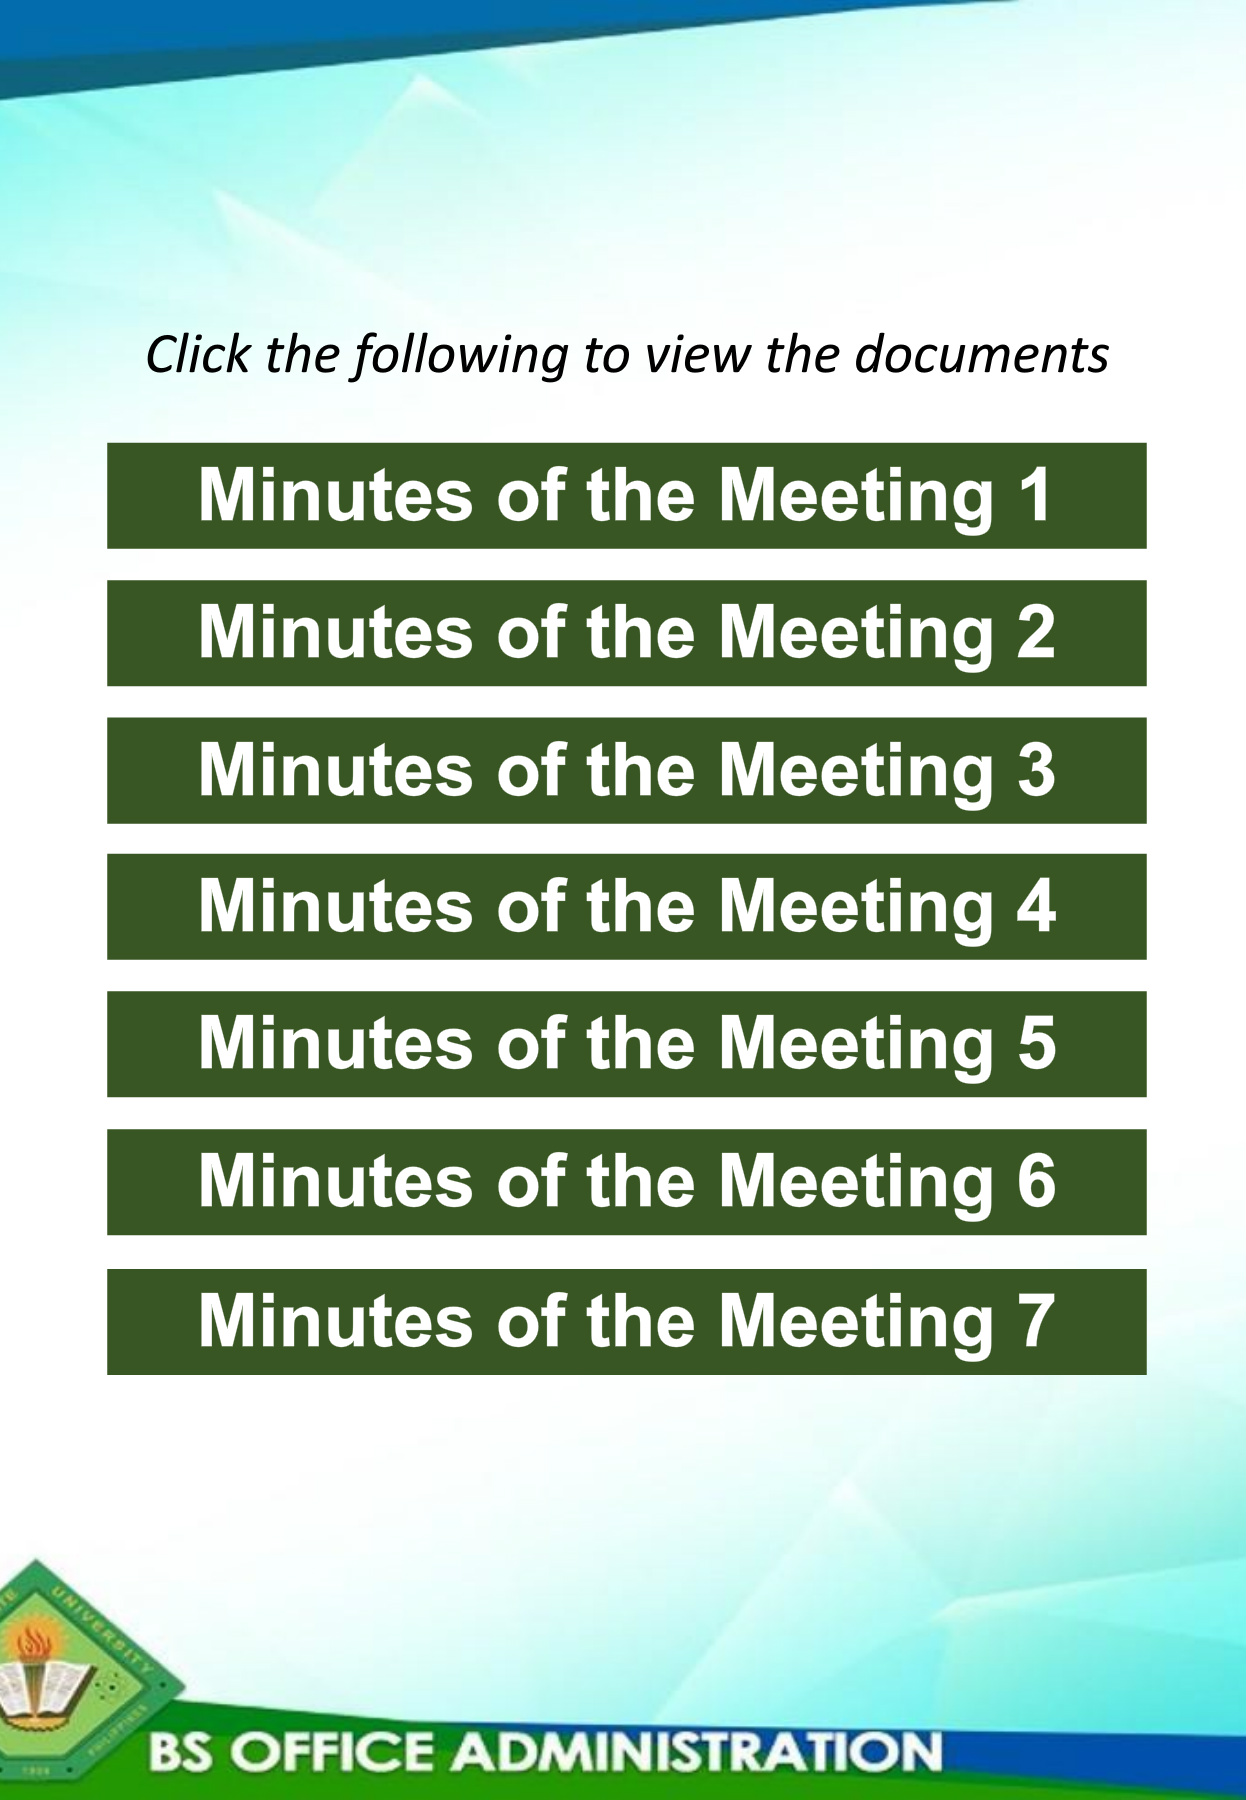 Click the following to view the documents
Minutes of the Meeting 1
Minutes of the Meeting 2
Minutes of the Meeting 3
Minutes of the Meeting 4
Minutes of the Meeting 5
Minutes of the Meeting 6
Minutes of the Meeting 7
UNIVERSITY
PHILIPPINES
BS OFFICE ADMINISTRATION